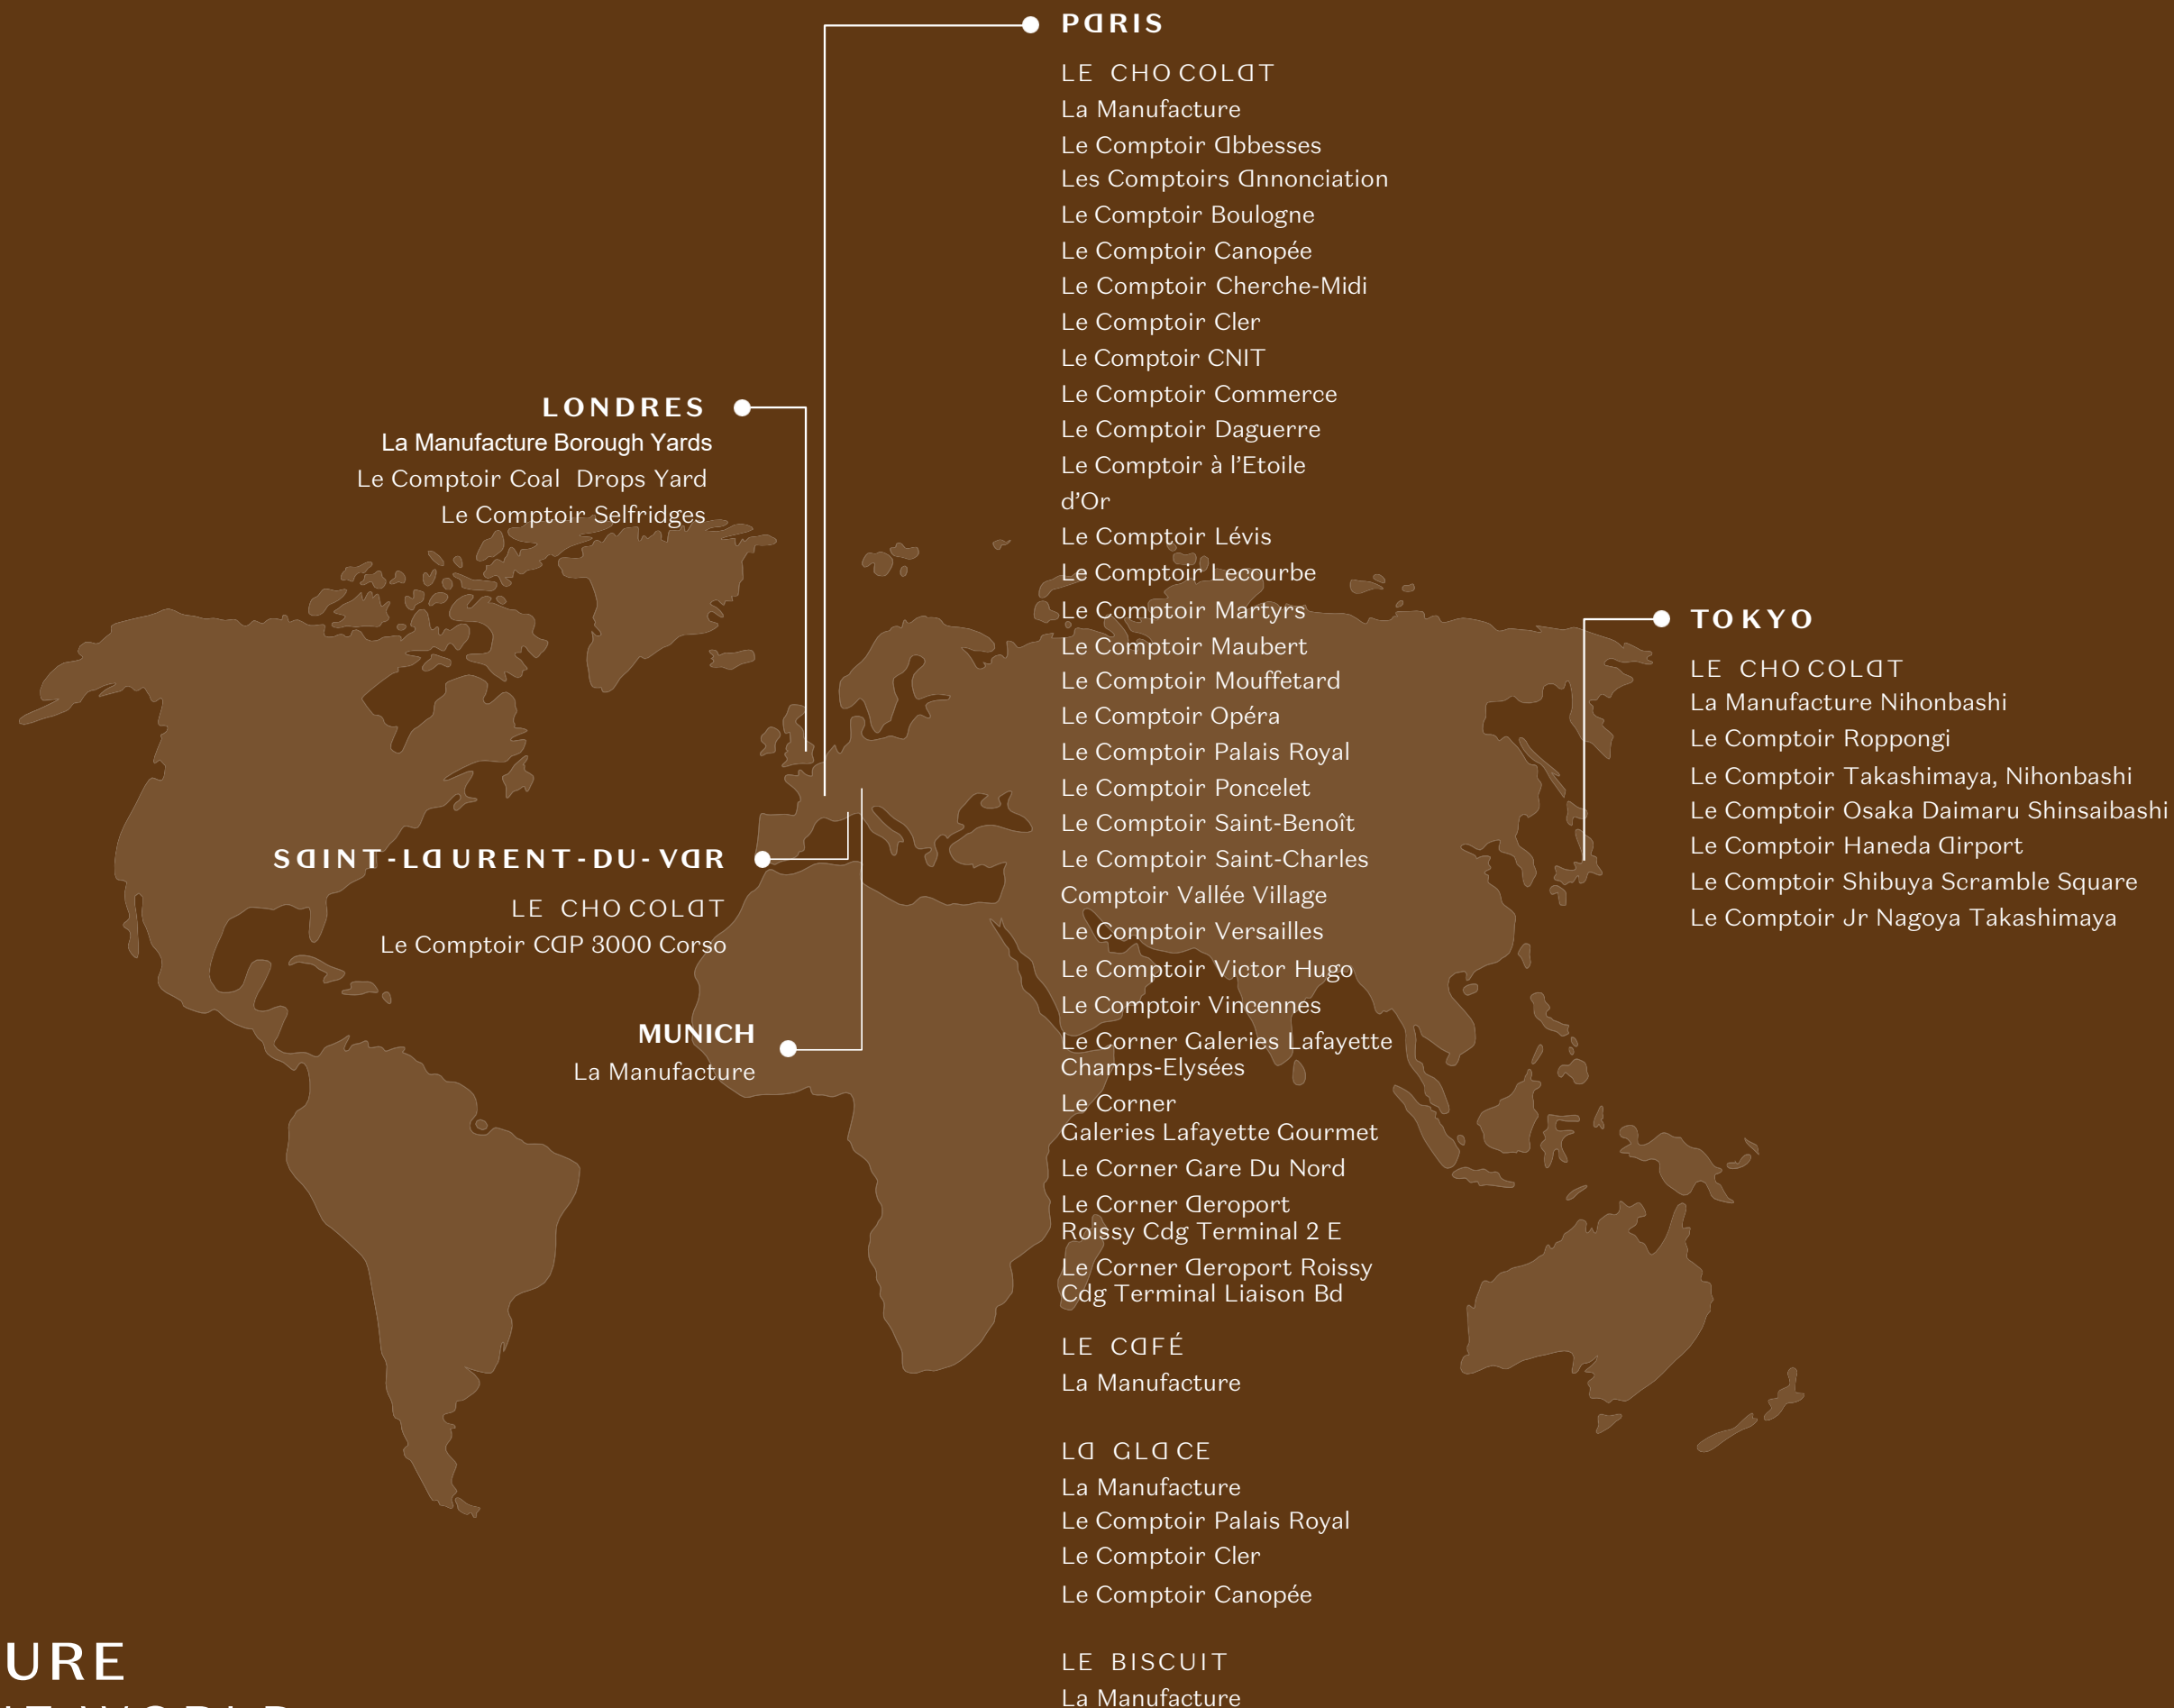 PARIS
LE CHOCOLAT
La Manufacture
Le Comptoir Abbesses
Les Comptoirs Annonciation
Le Comptoir Boulogne
Le Comptoir Canopée
Le Comptoir Cherche-Midi
Le Comptoir Cler
Le Comptoir CNIT
Le Comptoir Commerce
Le Comptoir Daguerre
Le Comptoir à l’Etoile
d’Or
Le Comptoir Lévis
Le Comptoir Lecourbe
Le Comptoir Martyrs
Le Comptoir Maubert
Le Comptoir Mouffetard
Le Comptoir Opéra
Le Comptoir Palais Royal
Le Comptoir Poncelet
Le Comptoir Saint-Benoît
Le Comptoir Saint-Charles
Comptoir Vallée Village
Le Comptoir Versailles
Le Comptoir Victor Hugo
Le Comptoir Vincennes
Le Corner Galeries Lafayette
Champs-Elysées
Le Corner
Galeries Lafayette Gourmet
Le Corner Gare Du Nord
Le Corner Aeroport
Roissy Cdg Terminal 2 E
Le Corner Aeroport Roissy
Cdg Terminal Liaison Bd
LE CAFÉ
La Manufacture
LA GLACE
La Manufacture
Le Comptoir Palais Royal
Le Comptoir Cler
Le Comptoir Canopée
LE BISCUIT
La Manufacture
LONDRES
La Manufacture Borough Yards
Le Comptoir Coal Drops Yard
Le Comptoir Selfridges
SAINT-LAURENT-DU-VAR
LE CHOCOLAT
Le Comptoir CAP 3000 Corso
MUNICH
La Manufacture
TOKYO
LE CHOCOLAT
La Manufacture Nihonbashi
Le Comptoir Roppongi
Le Comptoir Takashimaya, Nihonbashi
Le Comptoir Osaka Daimaru Shinsaibashi
Le Comptoir Haneda Airport
Le Comptoir Shibuya Scramble Square
Le Comptoir Jr Nagoya Takashimaya
URE